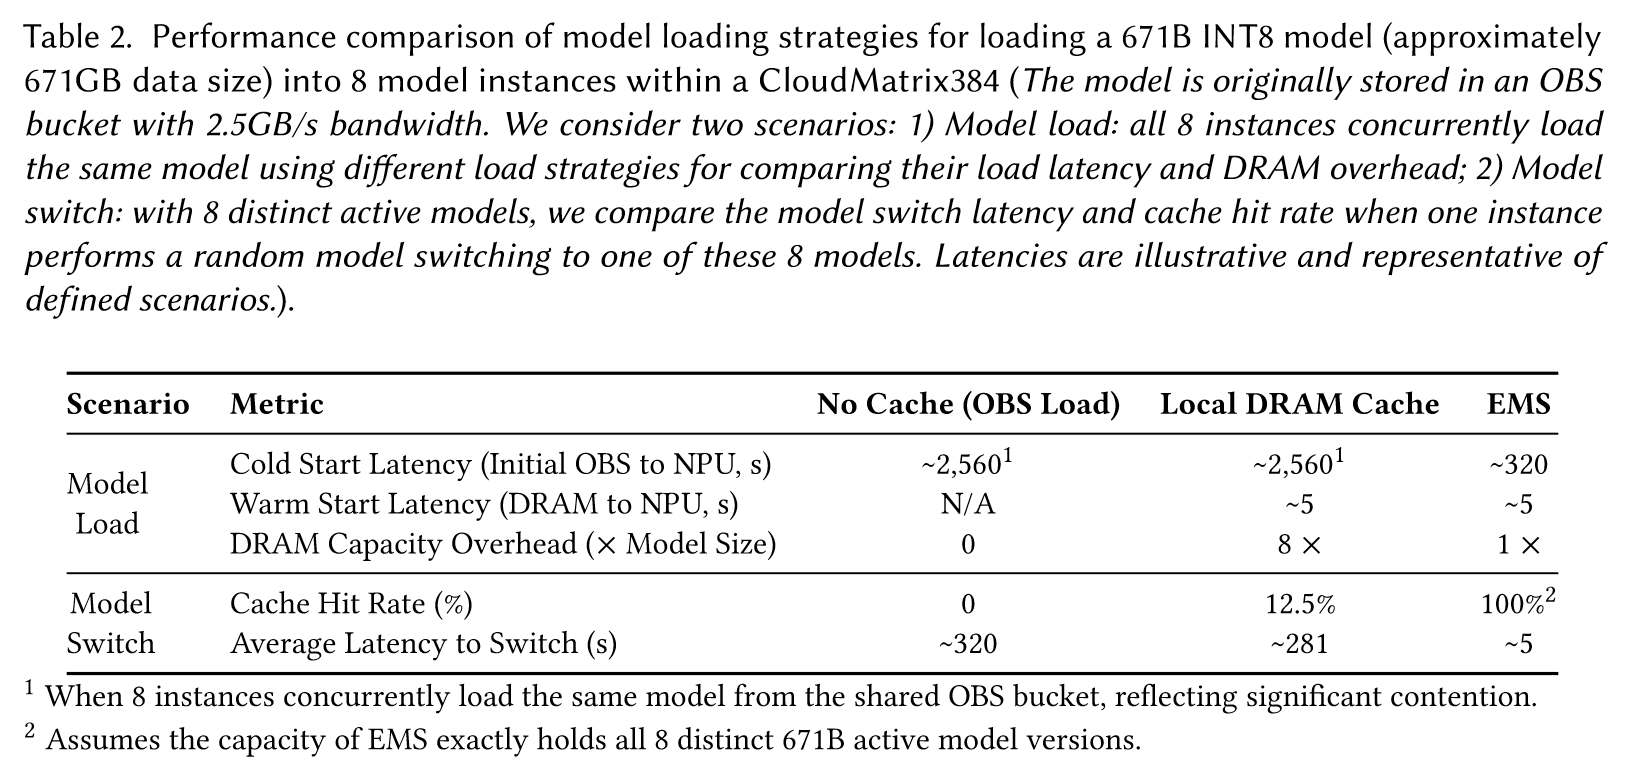 Table 2. Performance comparison of model loading strategies for loading a 671B INT8 model (approximately
671GB data size) into 8 model instances within a CloudMatrix384 (The model is originally stored in an OBS
bucket with 2.5GB/s bandwidth. We consider two scenarios: 1) Model load: all 8 instances concurrently load
the same model using different load strategies for comparing their load latency and DRAM overhead; 2) Model
switch: with 8 distinct active models, we compare the model switch latency and cache hit rate when one instance
performs a random model switching to one of these 8 models. Latencies are illustrative and representative of
defined scenarios.).
Scenario Metric No Cache (OBS Load) Local DRAM Cache EMS
Model Load
Cold Start Latency (Initial OBS to NPU, s) ~2,560¹ ~2,560¹ ~320
Warm Start Latency (DRAM to NPU, s) N/A ~5 ~5
DRAM Capacity Overhead (× Model Size) 0 8 × 1 ×
Model Cache Hit Rate (%) 0 12.5% 100%²
Switch Average Latency to Switch (s) ~320 ~281 ~5
¹ When 8 instances concurrently load the same model from the shared OBS bucket, reflecting significant contention.
² Assumes the capacity of EMS exactly holds all 8 distinct 671B active model versions.